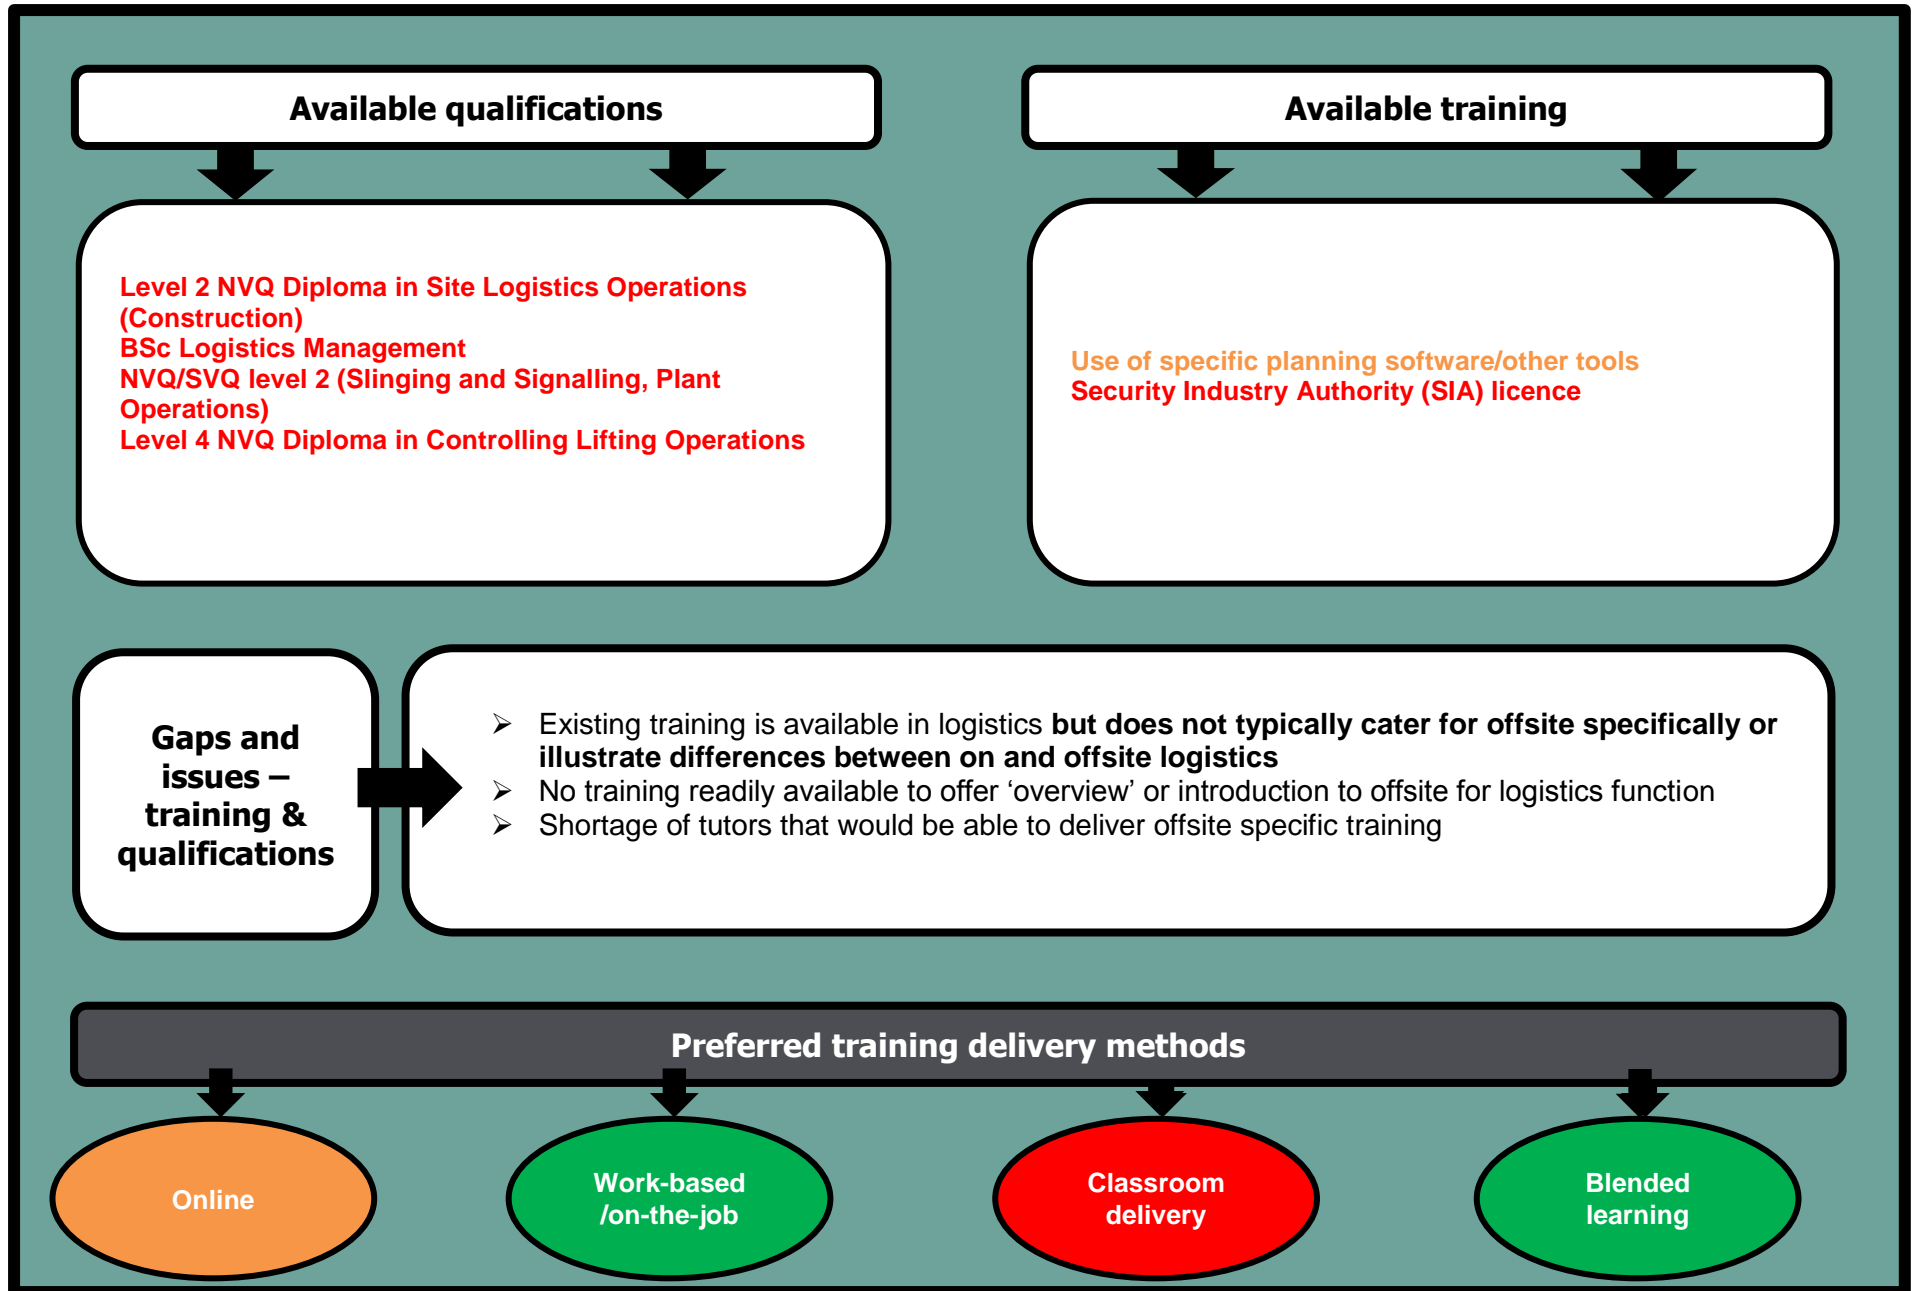 Available qualifications
Available training
Level 2 NVQ Diploma in Site Logistics Operations
(Construction)
BSc Logistics Management
NVQ/SVQ level 2 (Slinging and Signalling, Plant
Operations)
Level 4 NVQ Diploma in Controlling Lifting Operations
Use of specific planning software/other tools
Security Industry Authority (SIA) licence
Gaps and
issues –
training &
qualifications
➢ Existing training is available in logistics but does not typically cater for offsite specifically or
illustrate differences between on and offsite logistics
➢ No training readily available to offer ‘overview’ or introduction to offsite for logistics function
➢ Shortage of tutors that would be able to deliver offsite specific training
Preferred training delivery methods
Online
Work-based
/on-the-job
Classroom
delivery
Blended
learning